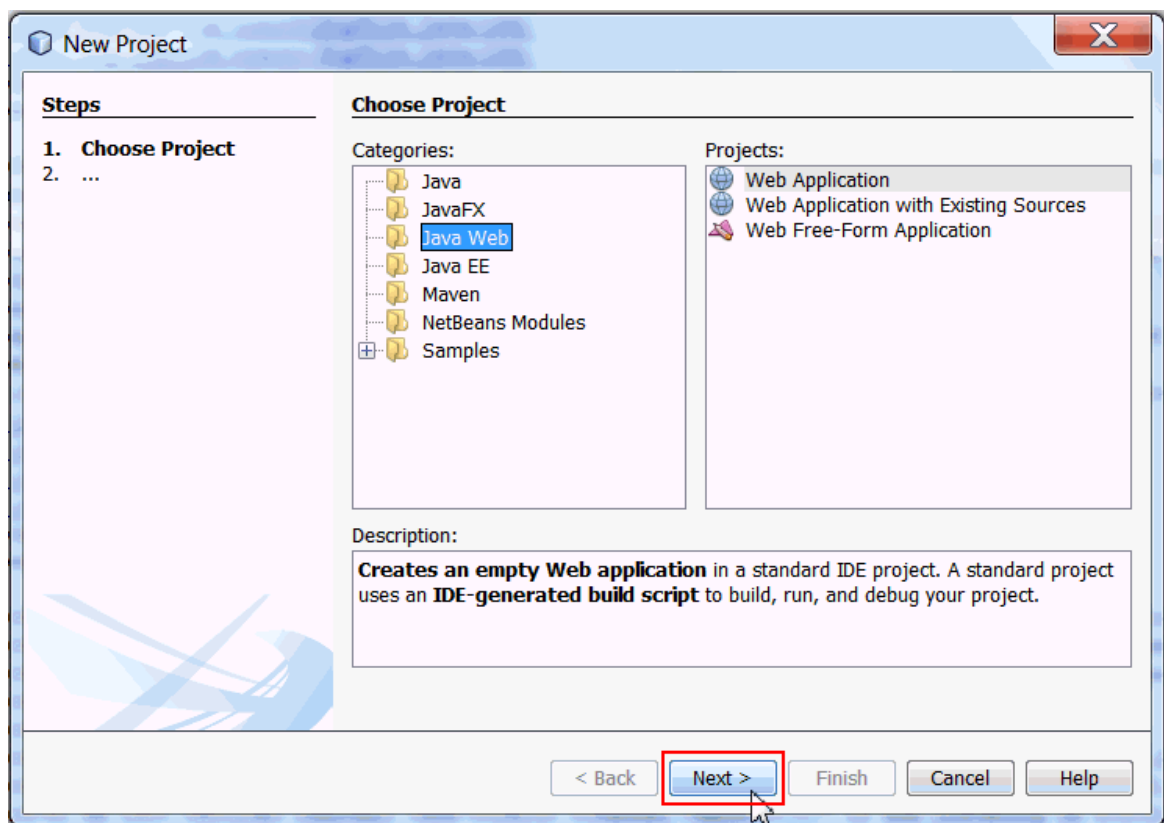 New Project
Steps
1. Choose Project
2. ...
Choose Project
Categories:
Java
JavaFX
Java Web
Java EE
Maven
NetBeans Modules
Samples
Projects:
Web Application
Web Application with Existing Sources
Web Free-Form Application
Description:
Creates an empty Web application in a standard IDE project. A standard project
uses an IDE-generated build script to build, run, and debug your project.
< Back
Next >
Finish
Cancel
Help